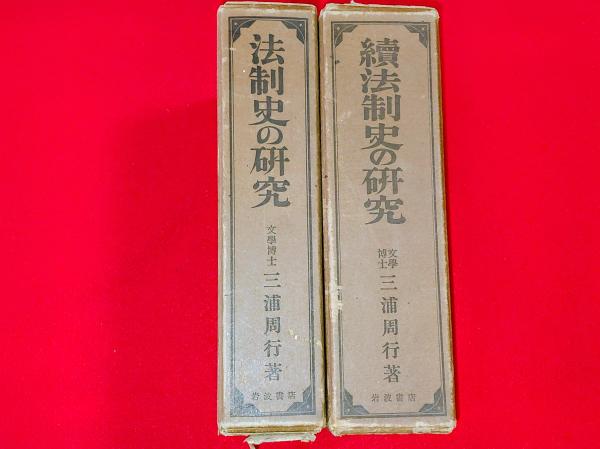 法制史の研究
文學博士
三浦周行著
岩波書店
續法制史の研究
文學博士
三浦周行著
岩波書店